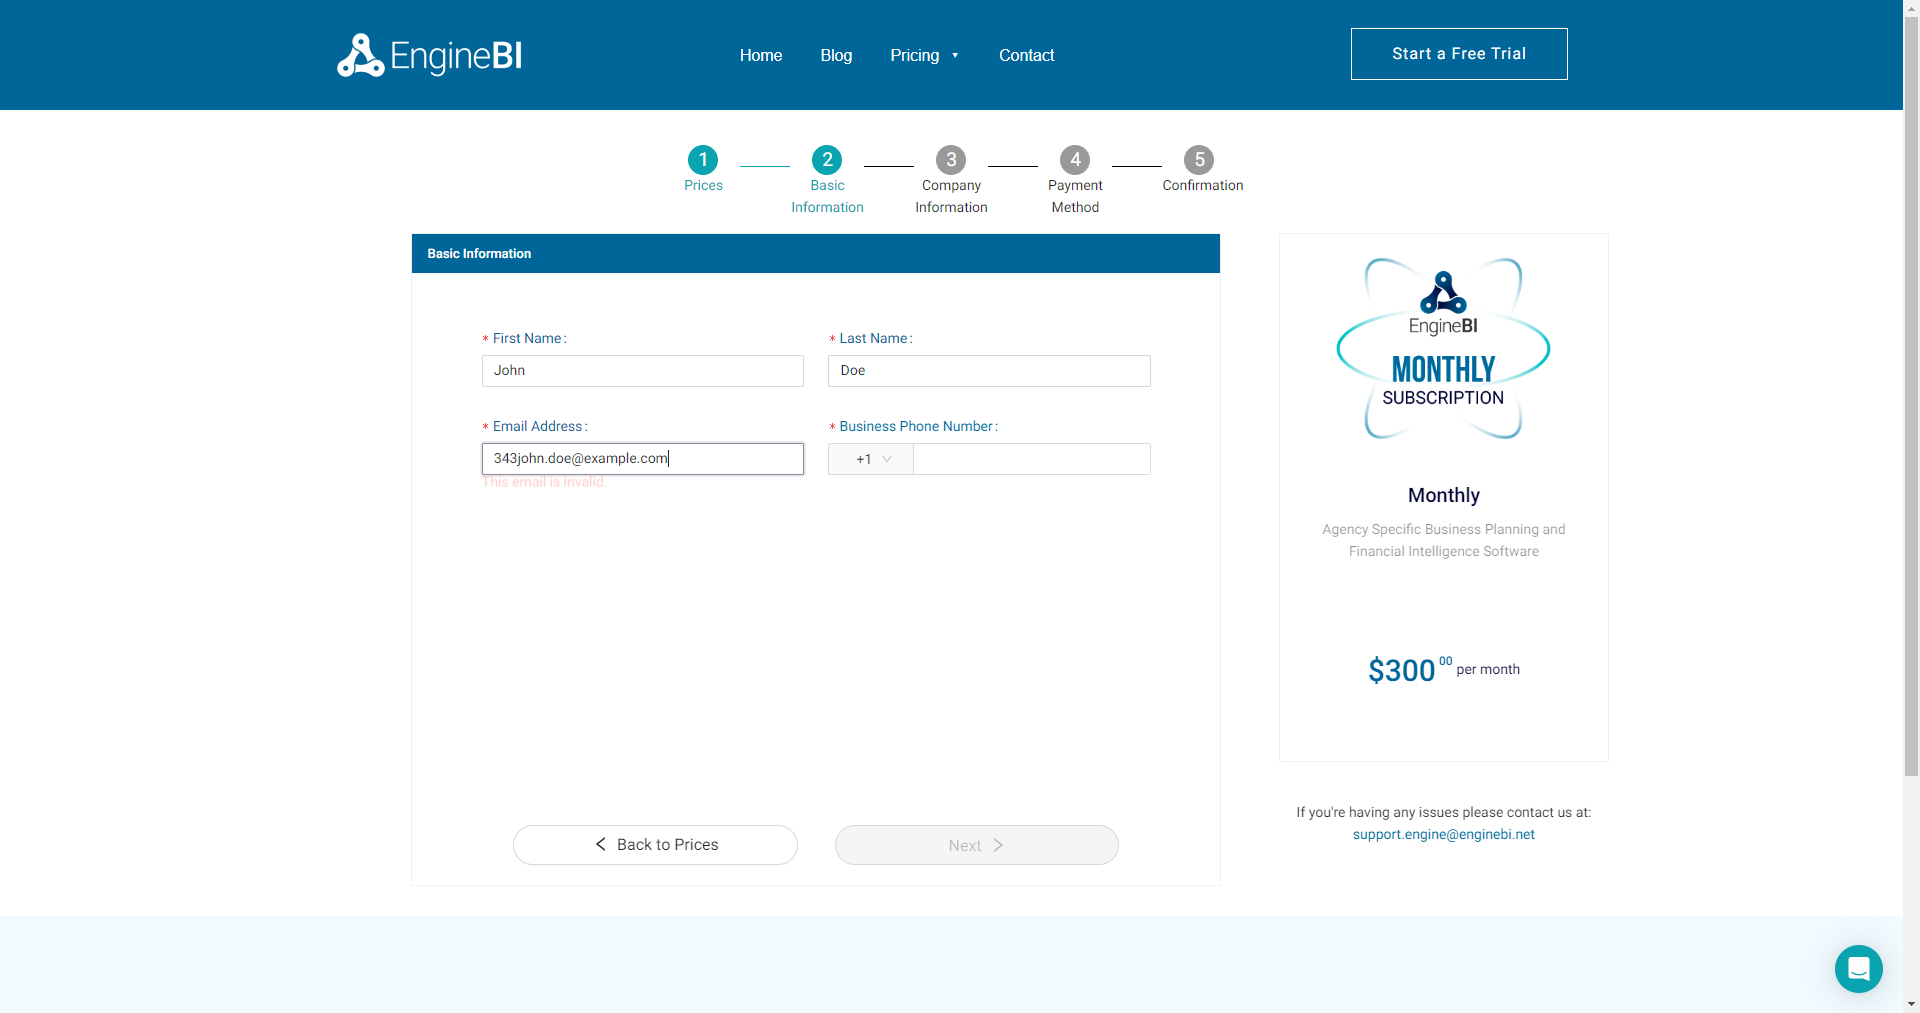 EngineBI
Home
Blog
Pricing
Contact
Start a Free Trial
1
Prices
2
Basic
Information
3
Company
Information
4
Payment
Method
5
Confirmation
Basic Information
* First Name:
John
* Last Name:
Doe
* Email Address:
343john.doe@example.com
This email is invalid.
* Business Phone Number:
+1
Back to Prices
Next
EngineBI
MONTHLY
SUBSCRIPTION
Monthly
Agency Specific Business Planning and
Financial Intelligence Software
$300 00 per month
If you're having any issues please contact us at:
support.engine@enginebi.net